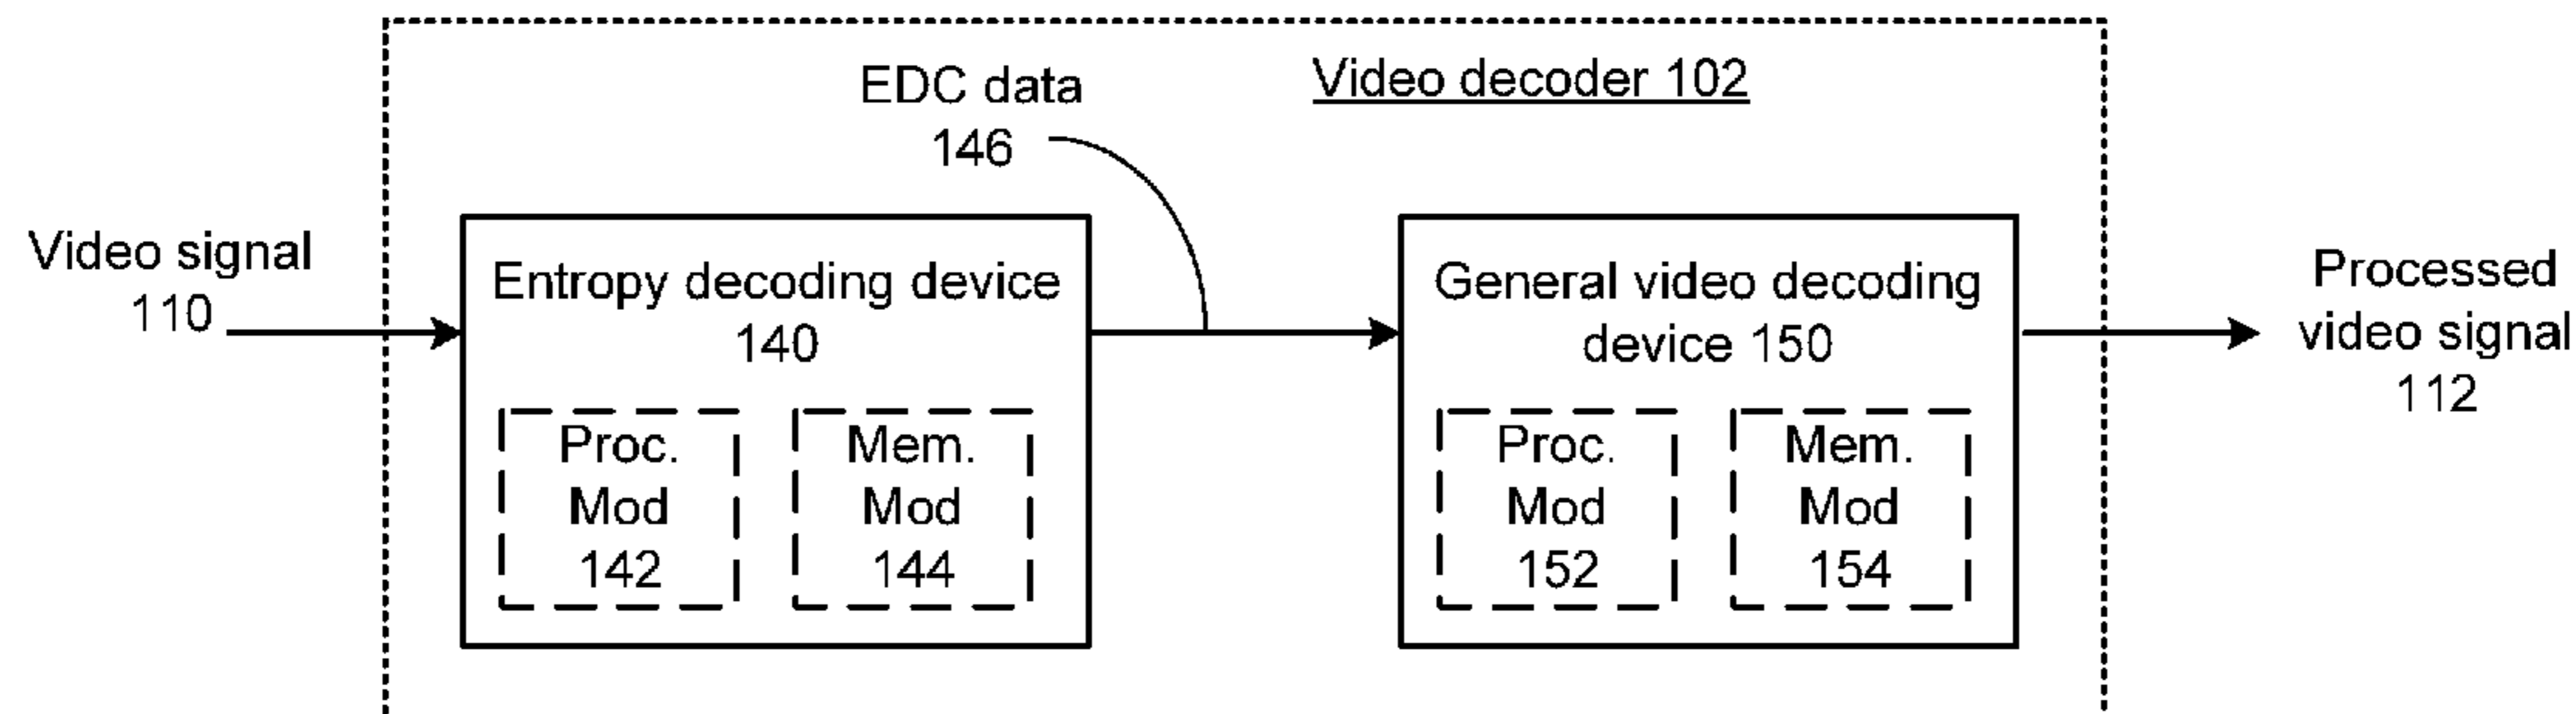 Video decoder 102
EDC data
146
Video signal
110
Entropy decoding device
140
Proc.
Mod
142
Mem.
Mod
144
General video decoding
device 150
Proc.
Mod
152
Mem.
Mod
154
Processed
video signal
112